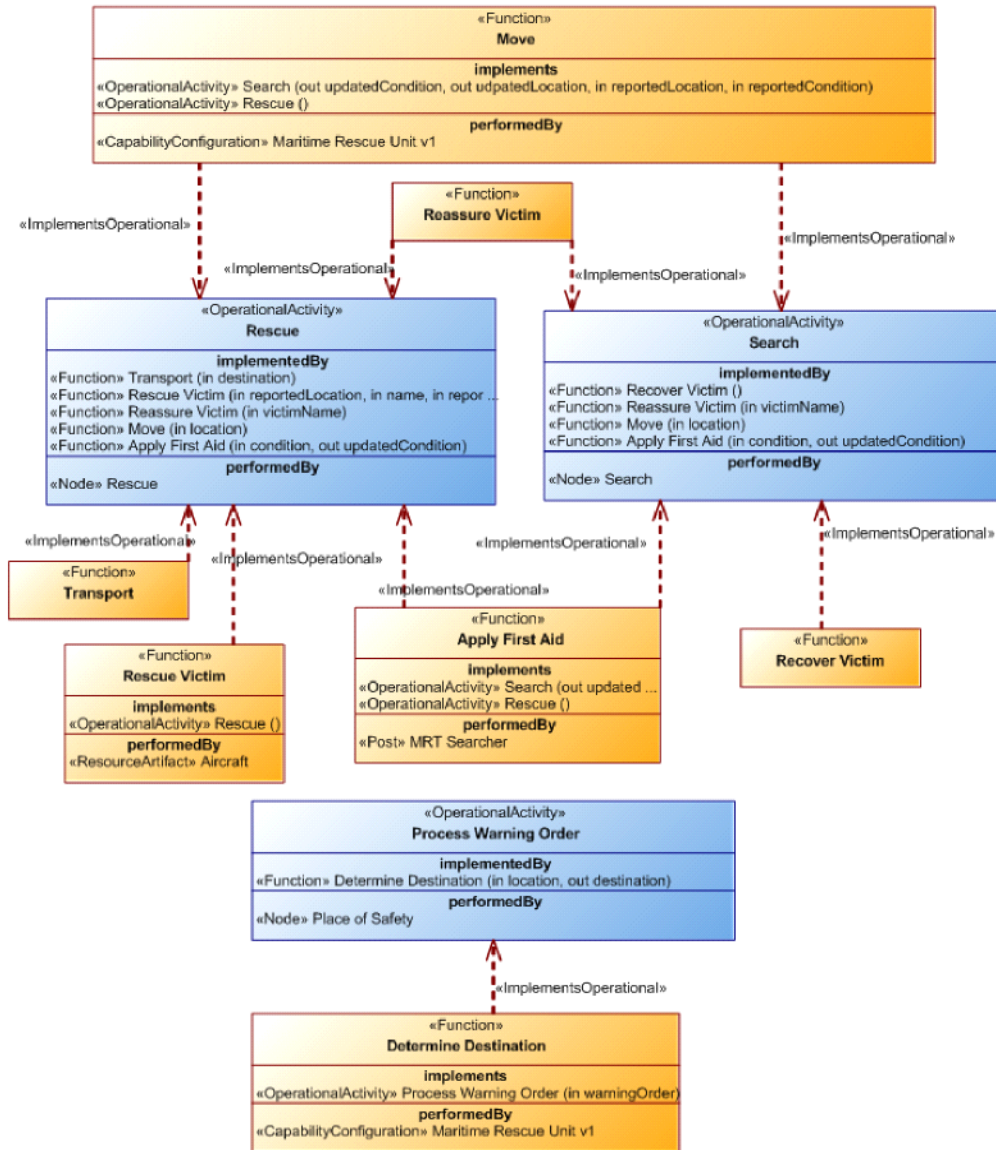 «Function»
Move
implements
«OperationalActivity» Search (out updatedCondition, out udpatedLocation, in reportedLocation, in reportedCondition)
«OperationalActivity» Rescue ()
performedBy
«CapabilityConfiguration» Maritime Rescue Unit v1
«ImplementsOperational»
«Function»
Reassure Victim
«ImplementsOperational»
«ImplementsOperational»
«ImplementsOperational»
«OperationalActivity»
Rescue
implementedBy
«Function» Transport (in destination)
«Function» Rescue Victim (in reportedLocation, in name, in repor ...
«Function» Reassure Victim (in victimName)
«Function» Move (in location)
«Function» Apply First Aid (in condition, out updatedCondition)
performedBy
«Node» Rescue
«OperationalActivity»
Search
implementedBy
«Function» Recover Victim ()
«Function» Reassure Victim (in victimName)
«Function» Move (in location)
«Function» Apply First Aid (in condition, out updatedCondition)
performedBy
«Node» Search
«ImplementsOperational»
«ImplementsOperational»
«ImplementsOperational»
«ImplementsOperational»
«ImplementsOperational»
«Function»
Transport
«Function»
Rescue Victim
implements
«OperationalActivity» Rescue ()
performedBy
«ResourceArtifact» Aircraft
«Function»
Apply First Aid
implements
«OperationalActivity» Search (out updated ...
«OperationalActivity» Rescue ()
performedBy
«Post» MRT Searcher
«Function»
Recover Victim
«OperationalActivity»
Process Warning Order
implementedBy
«Function» Determine Destination (in location, out destination)
performedBy
«Node» Place of Safety
«ImplementsOperational»
«Function»
Determine Destination
implements
«OperationalActivity» Process Warning Order (in warningOrder)
performedBy
«CapabilityConfiguration» Maritime Rescue Unit v1